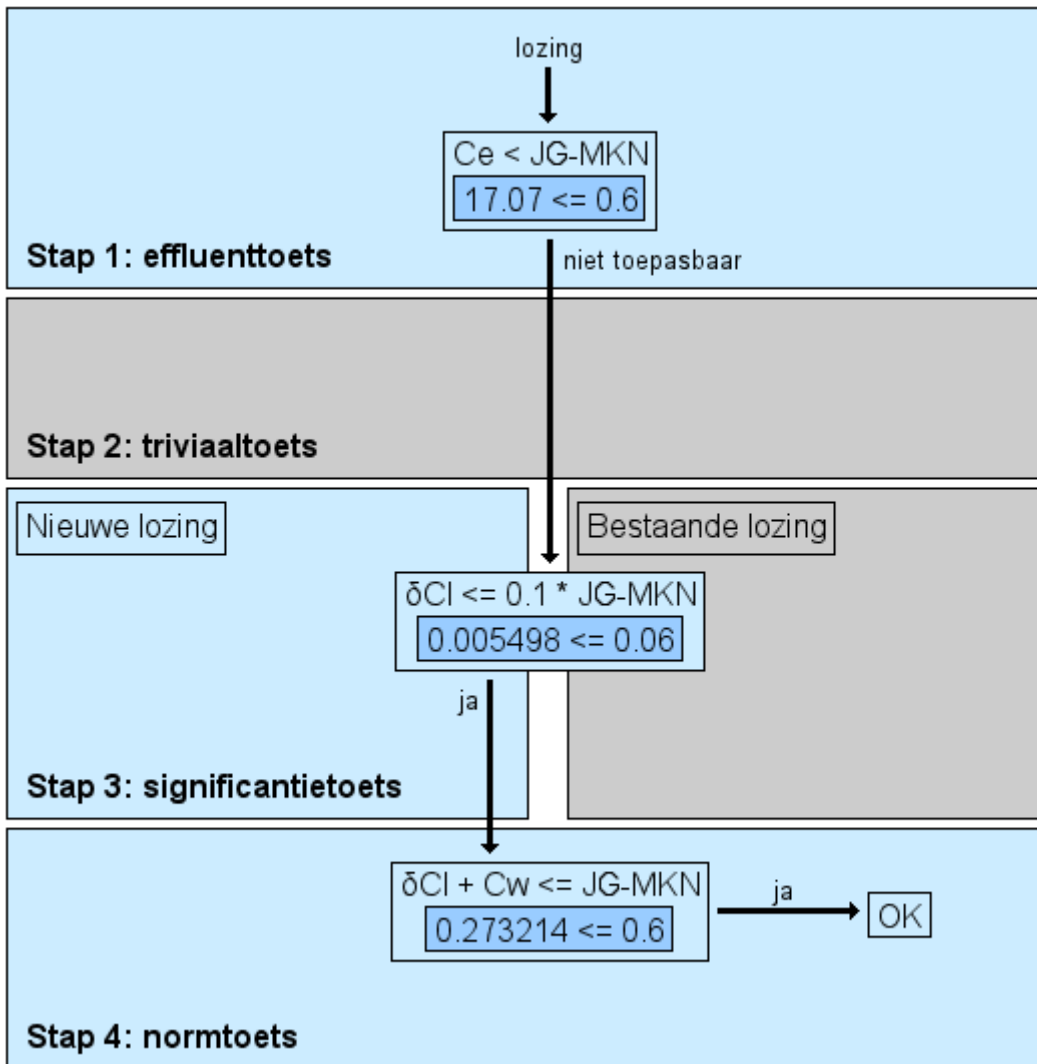 lozing
Ce < JG-MKN
17.07 <= 0.6
Stap 1: effluenttoets
niet toepasbaar
Stap 2: triviaaltoets
Nieuwe lozing
Bestaande lozing
δCl <= 0.1 * JG-MKN
0.005498 <= 0.06
ja
Stap 3: significantietoets
δCl + Cw <= JG-MKN
0.273214 <= 0.6
ja
OK
Stap 4: normtoets